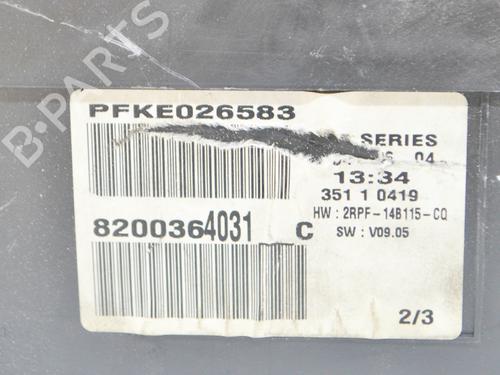 B-PARTS
PFKE026583
SERIES
04
13:34
351 1 0419
HW : 2RPF-14B115-CQ
8200364031 C
SW : V09.05
2/3